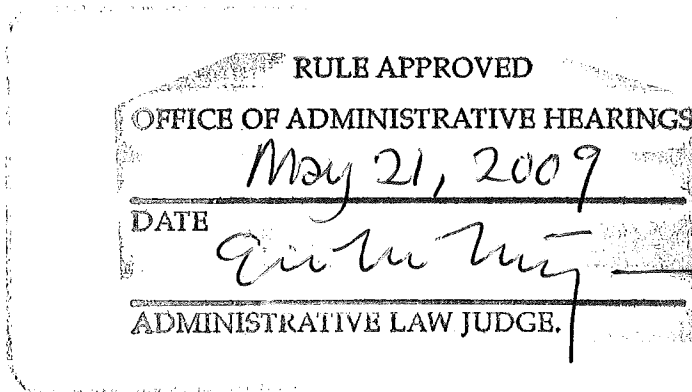 RULE APPROVED
OFFICE OF ADMINISTRATIVE HEARINGS
May 21, 2009
DATE
ADMINISTRATIVE LAW JUDGE.